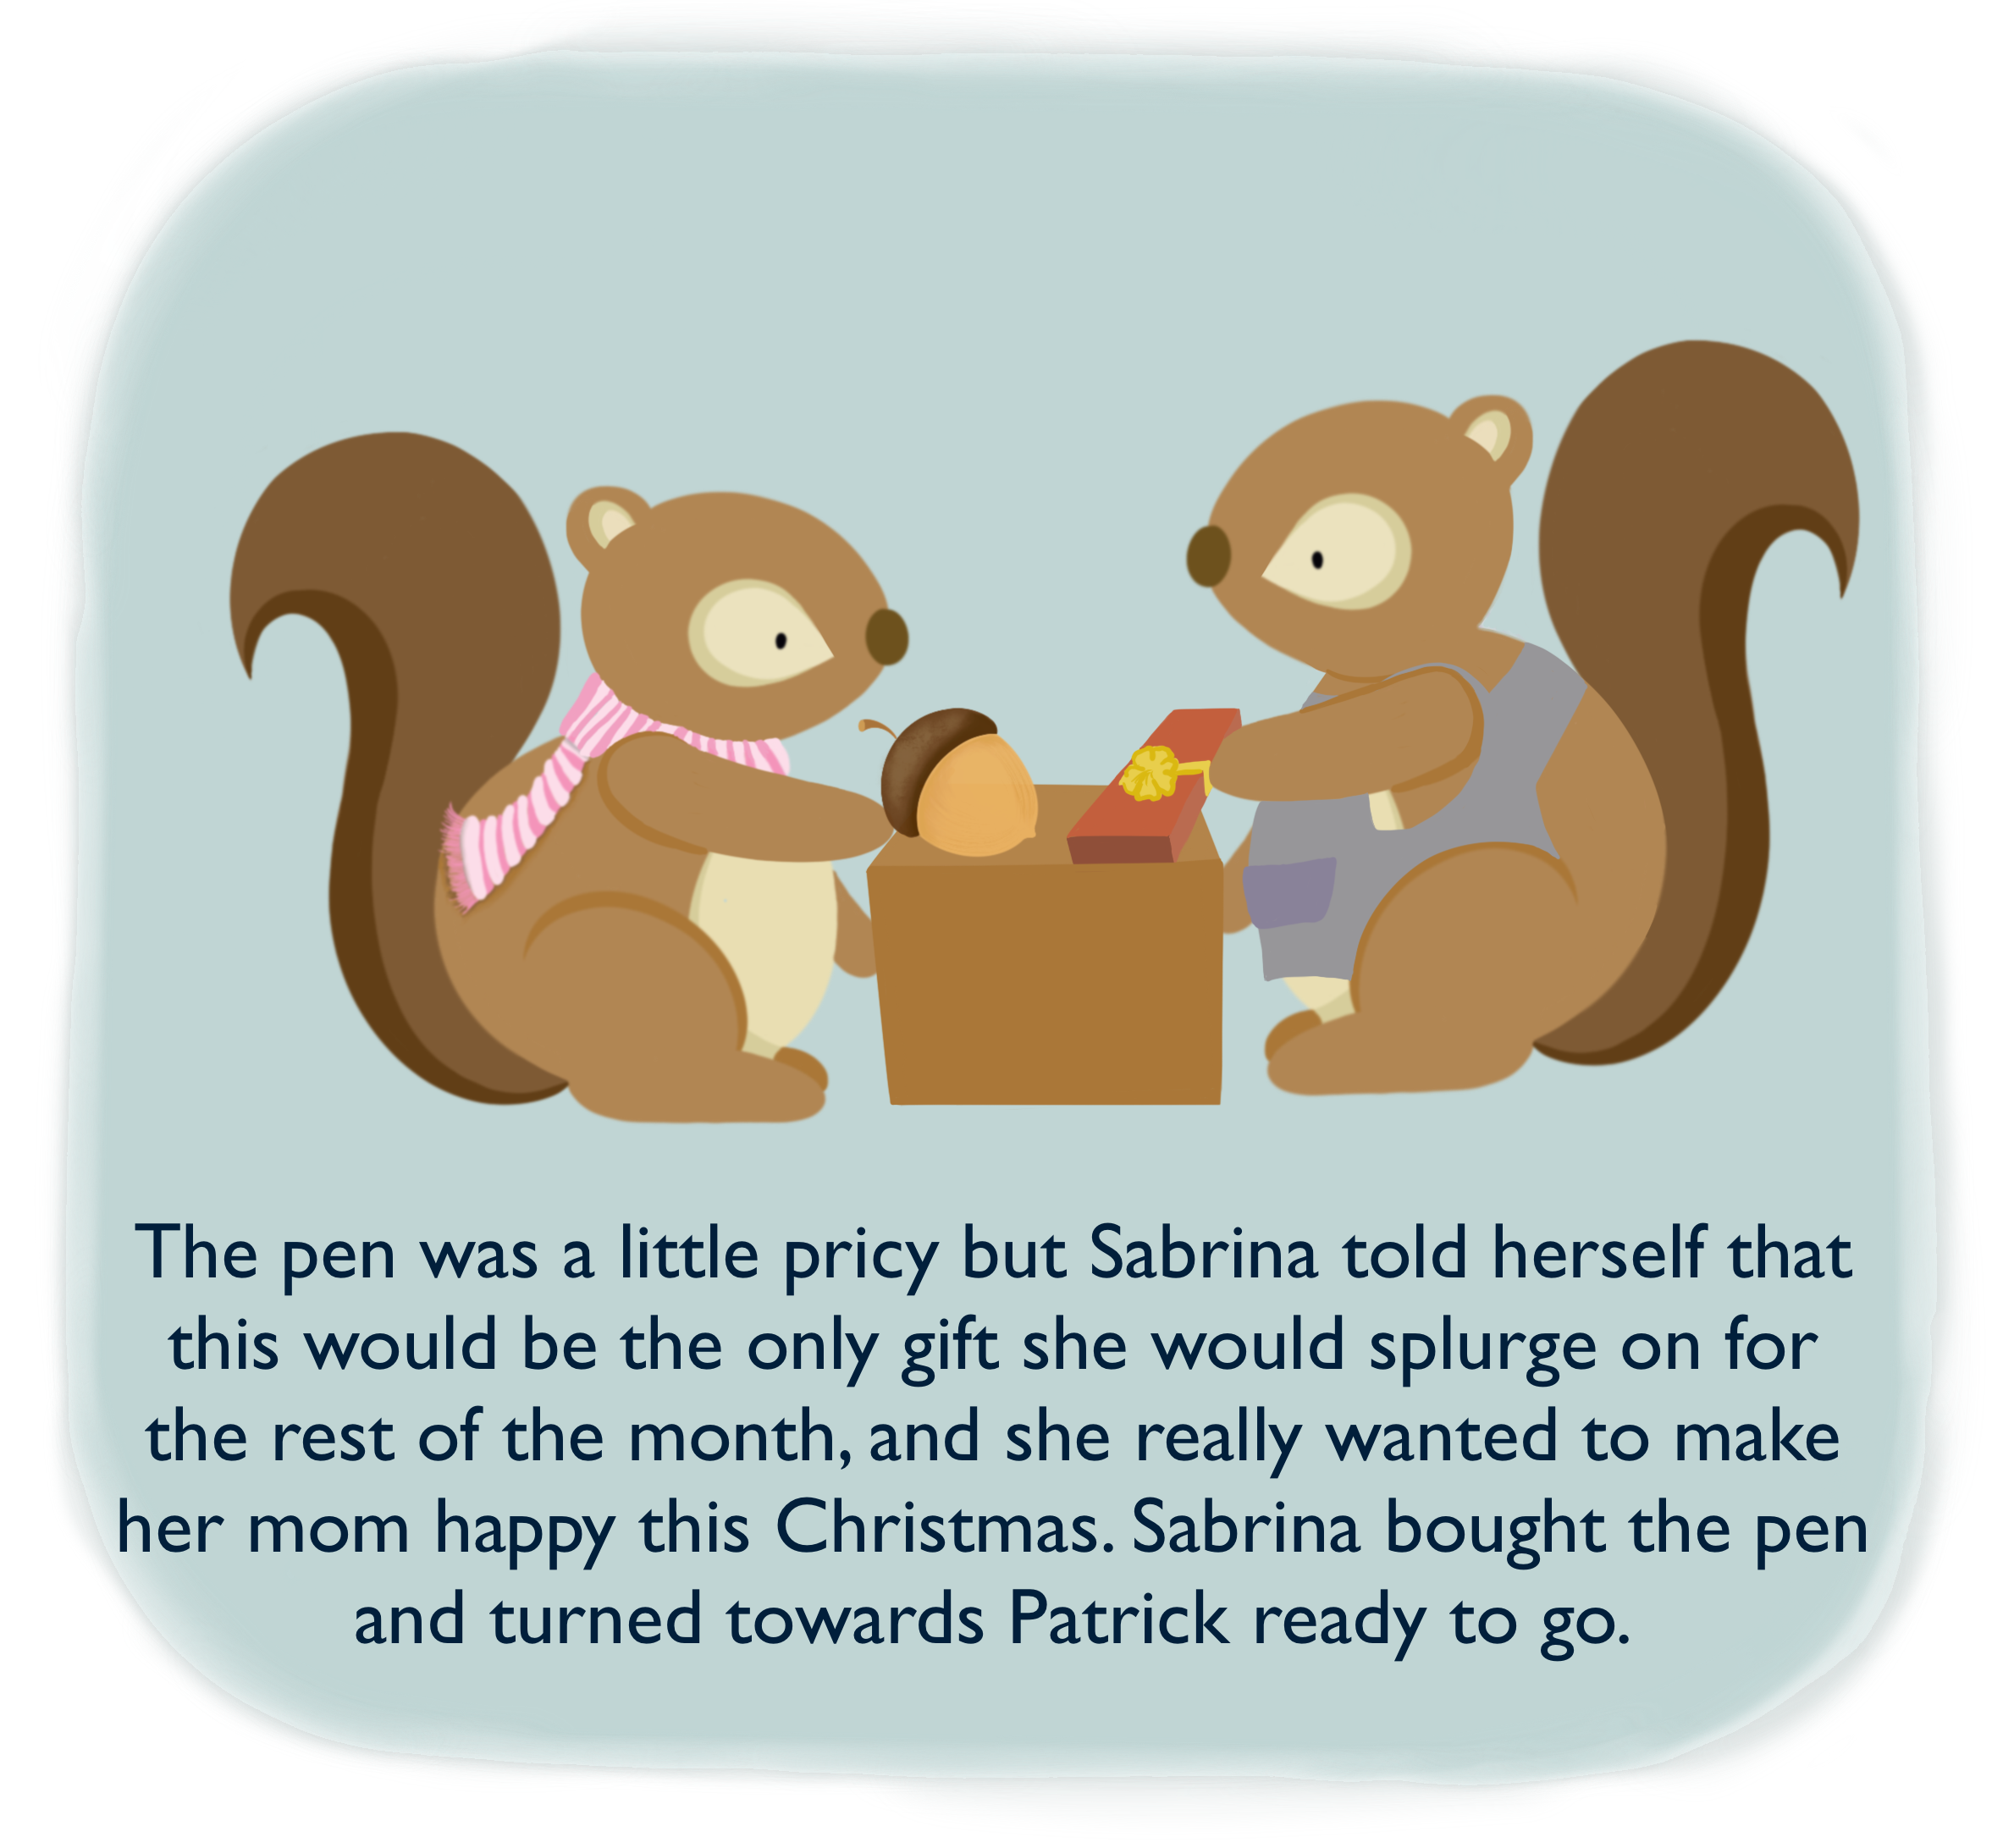 The pen was a little pricy but Sabrina told herself that
this would be the only gift she would splurge on for
the rest of the month, and she really wanted to make
her mom happy this Christmas. Sabrina bought the pen
and turned towards Patrick ready to go.